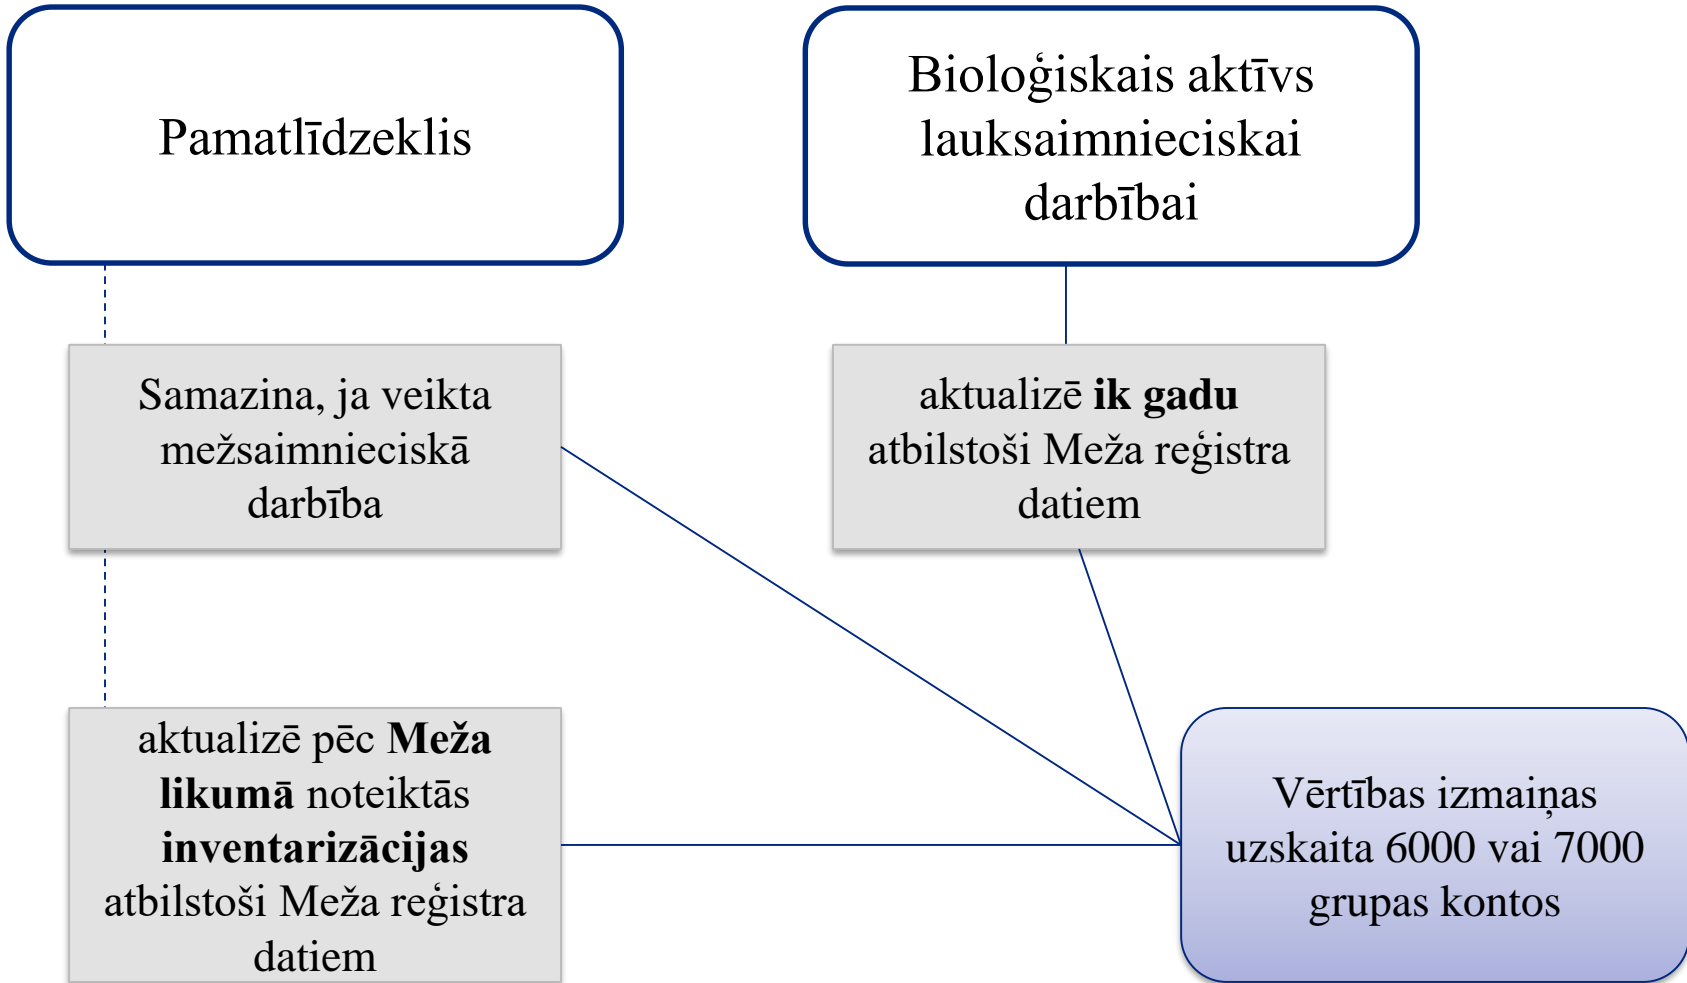 Pamatlīdzeklis
Bioloģiskais aktīvs
lauksaimnieciskai
darbībai
Samazina, ja veikta
mežsaimnieciskā
darbība
aktualizē ik gadu
atbilstoši Meža reģistra
datiem
aktualizē pēc Meža
likumā noteiktās
inventarizācijas
atbilstoši Meža reģistra
datiem
Vērtības izmaiņas
uzskaita 6000 vai 7000
grupas kontos